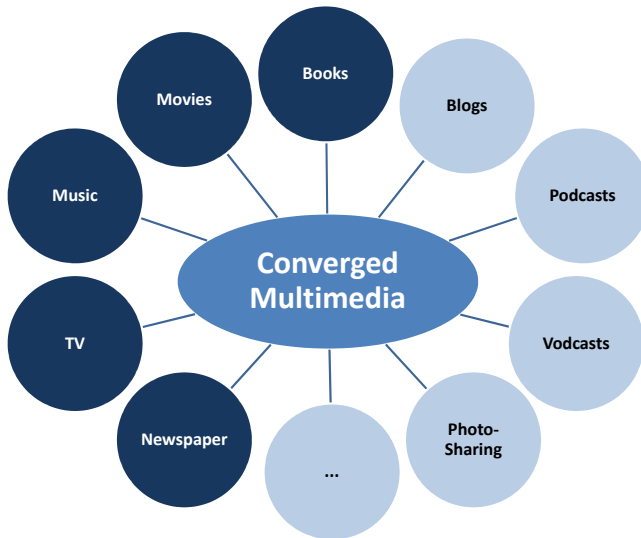 Books
Movies
Blogs
Music
Podcasts
Converged
Multimedia
TV
Vodcasts
Newspaper
Photo-
Sharing
...